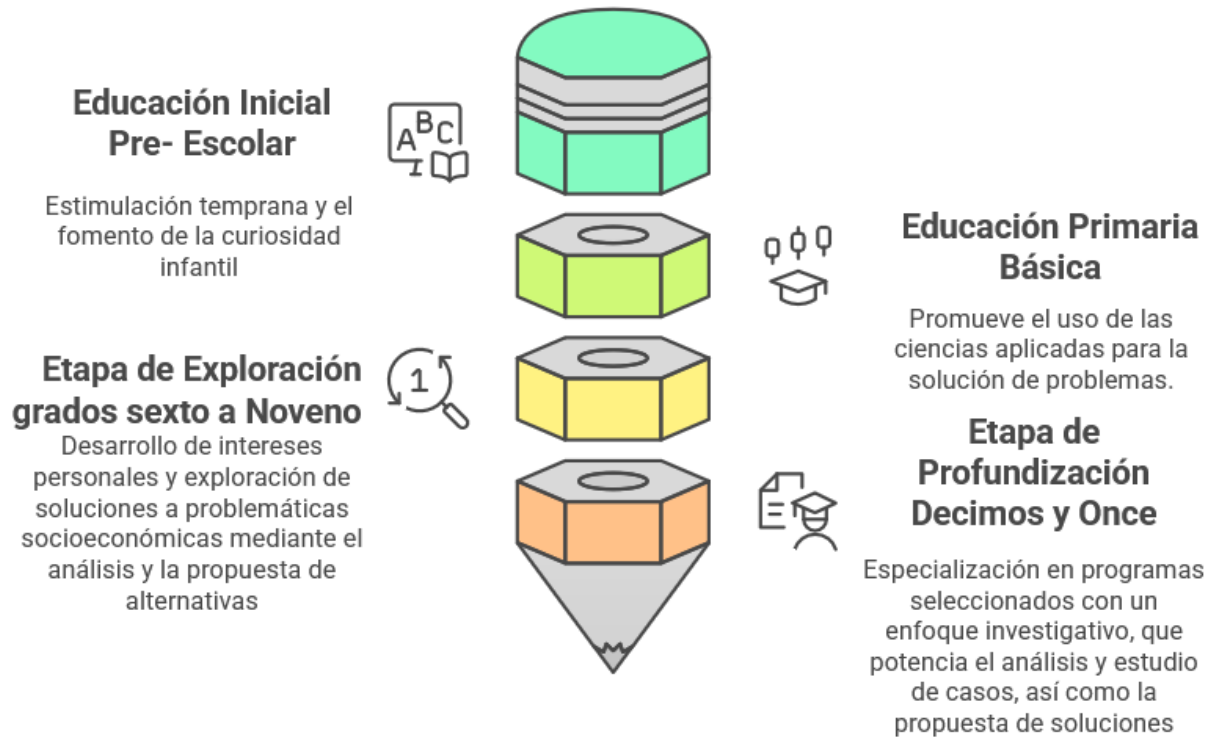 Educación Inicial
Pre- Escolar
A B C
Estimulación temprana y el
fomento de la curiosidad
infantil
Educación Primaria
Básica
Promueve el uso de las
ciencias aplicadas para la
solución de problemas.
Etapa de Exploración
grados sexto a Noveno
1
Desarrollo de intereses
personales y exploración de
soluciones a problemáticas
socioeconómicas mediante el
análisis y la propuesta de
alternativas
Etapa de
Profundización
Decimos y Once
Especialización en programas
seleccionados con un
enfoque investigativo, que
potencia el análisis y estudio
de casos, así como la
propuesta de soluciones